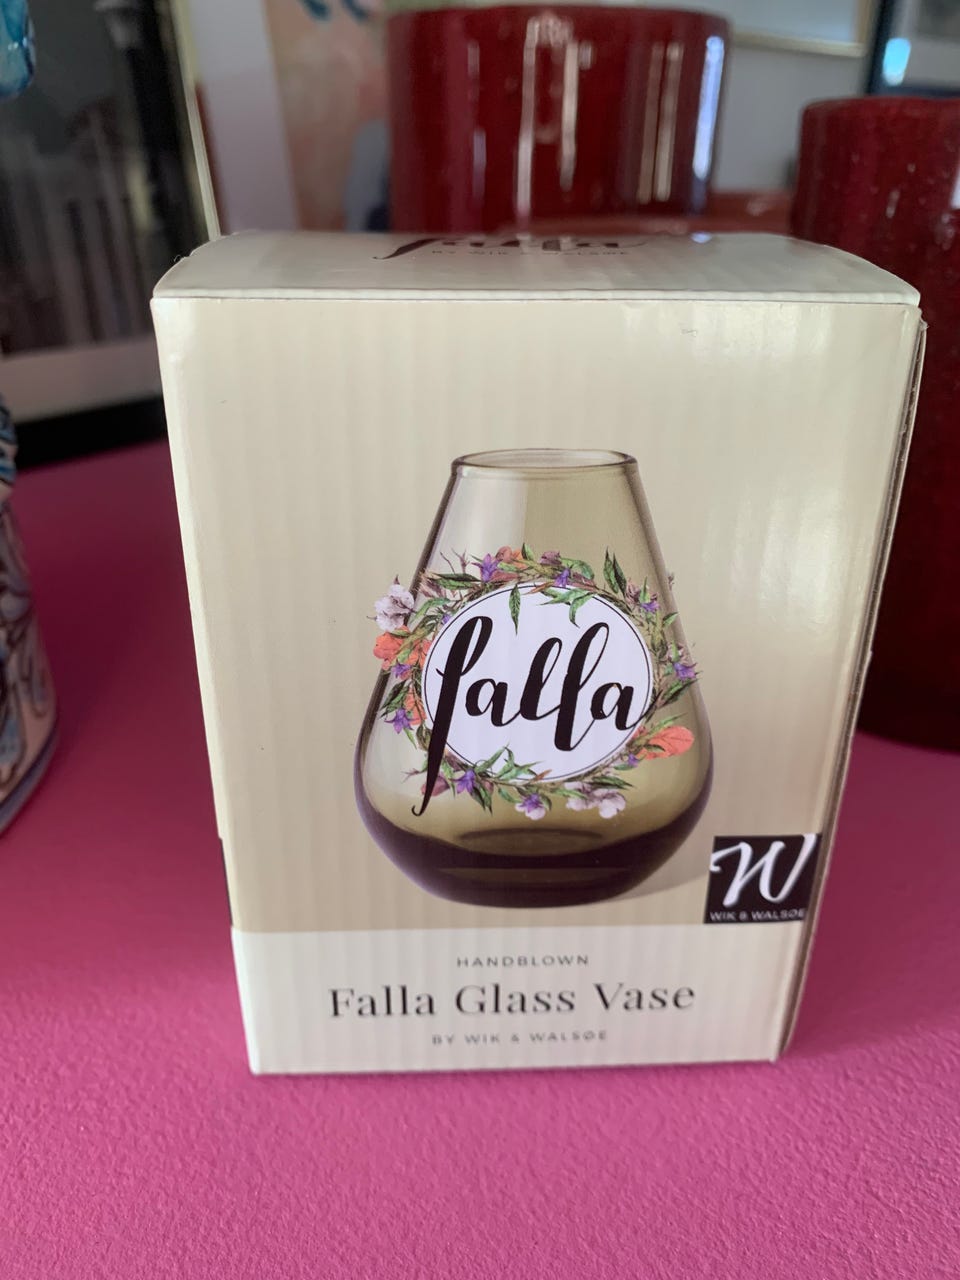 falla
BY WIK & WALSØE
falla
W
WIK & WALSØE
HANDBLOWN
Falla Glass Vase
BY WIK & WALSØE